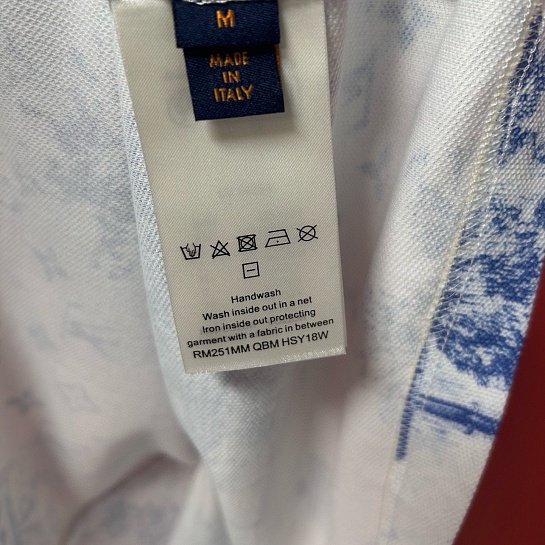 M
MADE
IN
ITALY
Handwash
Wash inside out in a net
Iron inside out protecting
garment with a fabric in between
RM251MM QBM HSY18W